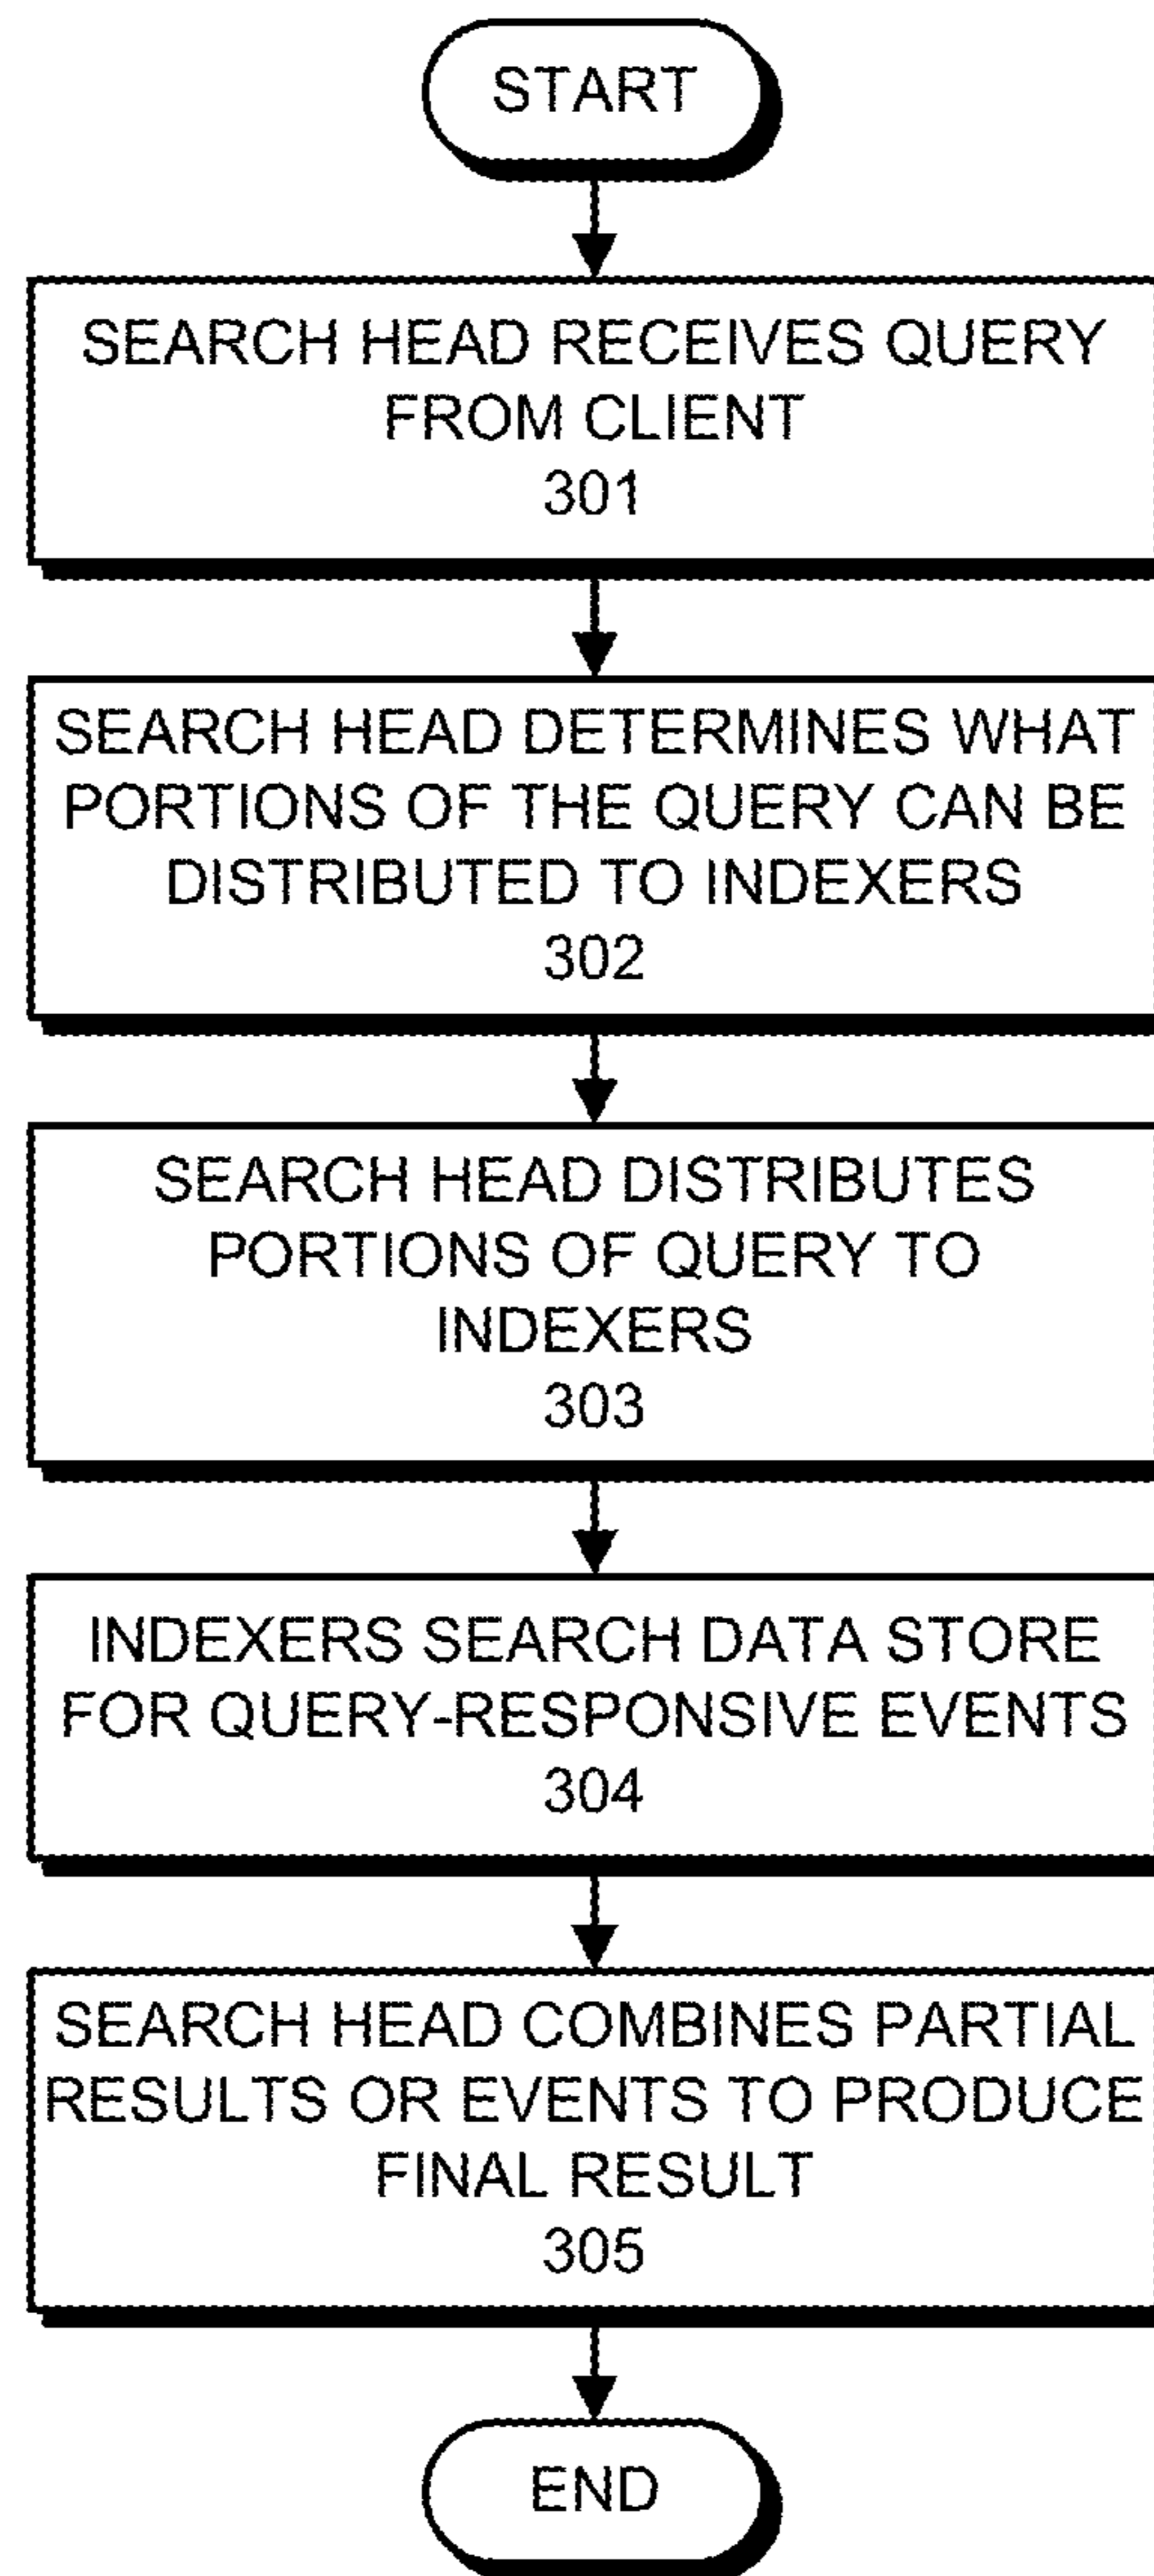 START
SEARCH HEAD RECEIVES QUERY
FROM CLIENT
301
SEARCH HEAD DETERMINES WHAT
PORTIONS OF THE QUERY CAN BE
DISTRIBUTED TO INDEXERS
302
SEARCH HEAD DISTRIBUTES
PORTIONS OF QUERY TO
INDEXERS
303
INDEXERS SEARCH DATA STORE
FOR QUERY-RESPONSIVE EVENTS
304
SEARCH HEAD COMBINES PARTIAL
RESULTS OR EVENTS TO PRODUCE
FINAL RESULT
305
END